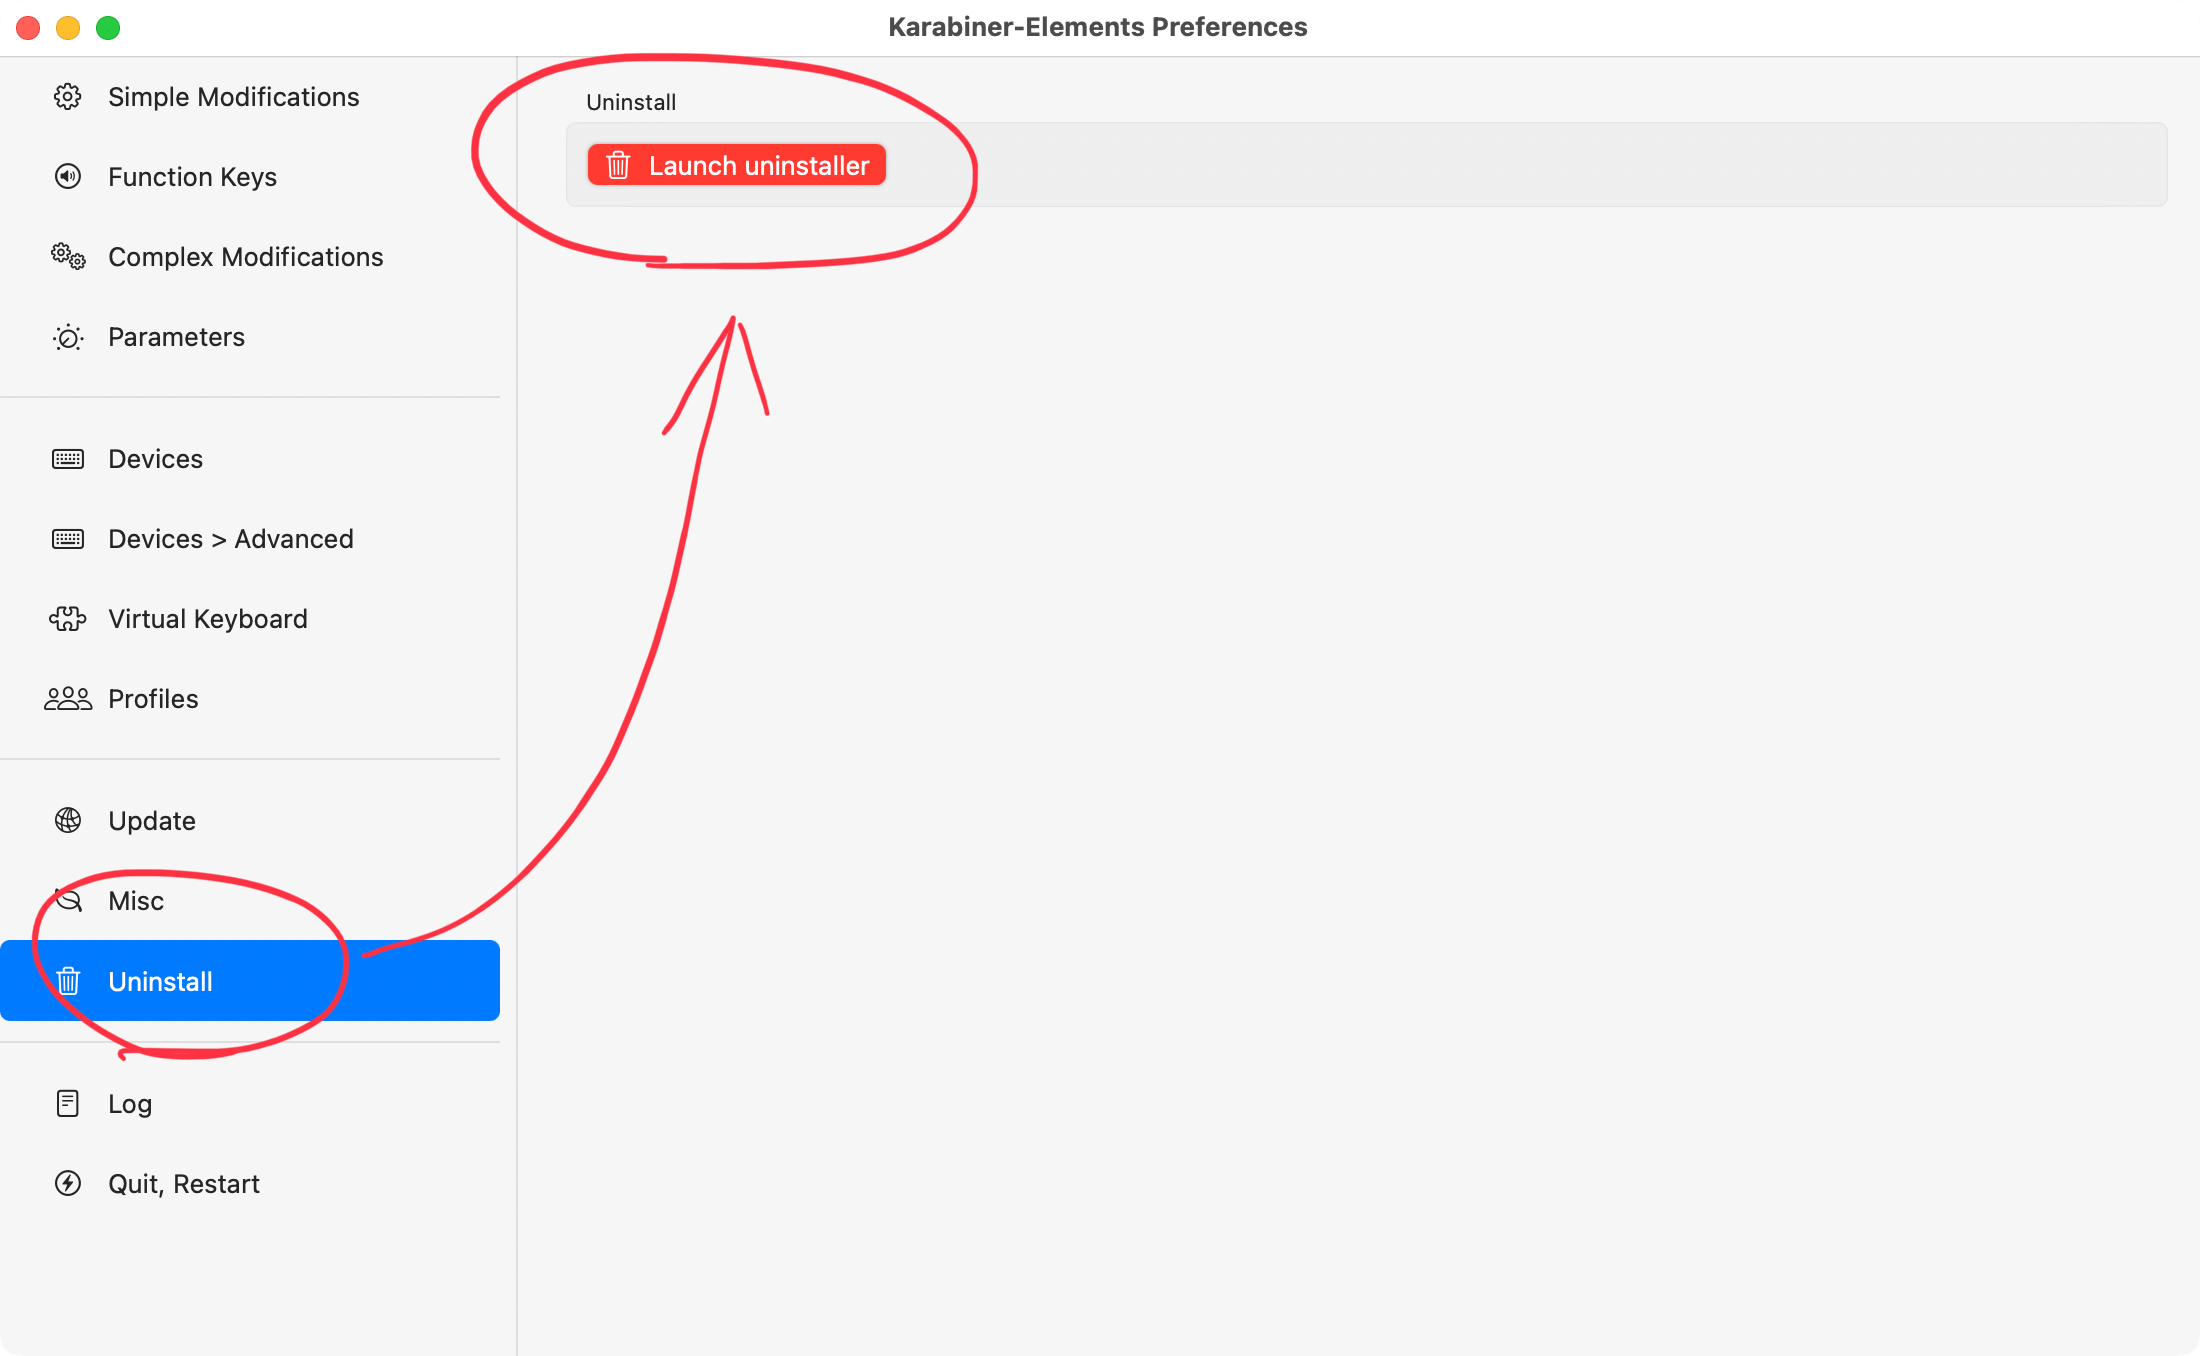 Karabiner-Elements Preferences
Simple Modifications
Function Keys
Complex Modifications
Parameters
Devices
Devices > Advanced
Virtual Keyboard
Profiles
Update
Misc
Uninstall
Log
Quit, Restart
Uninstall
Launch uninstaller